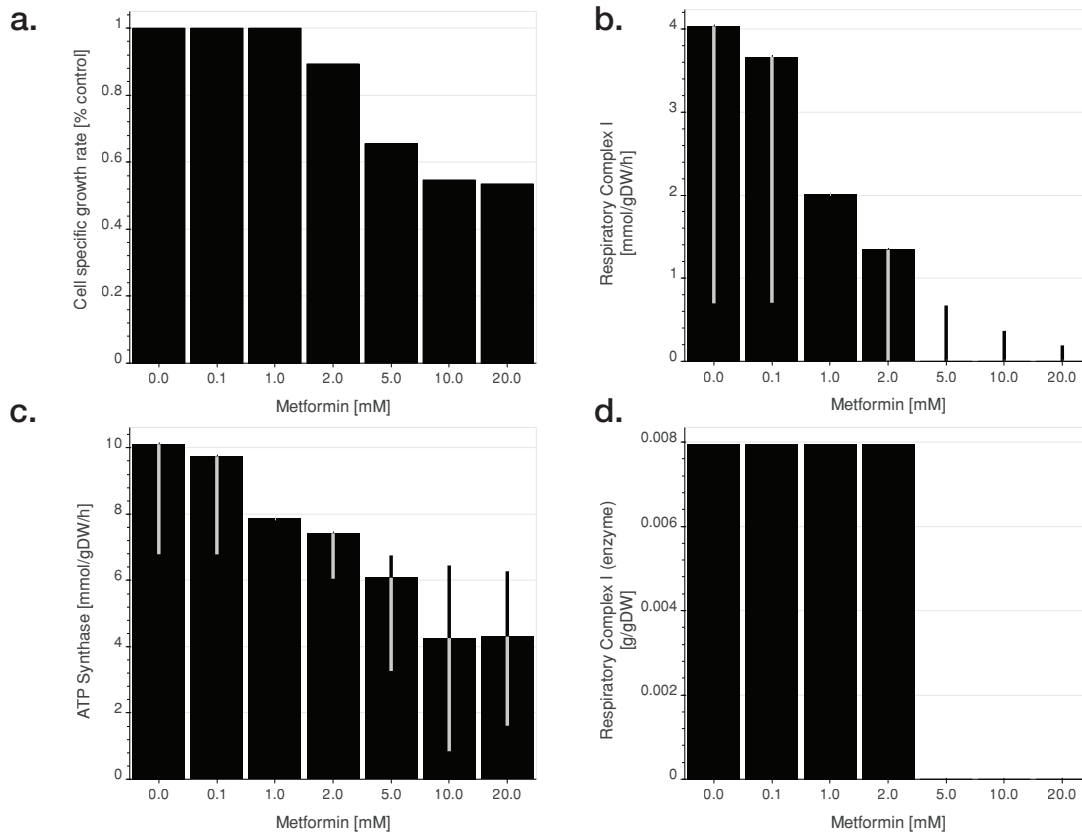 a.
Cell specific growth rate [% control]
1
0.8
0.6
0.4
0.2
0
0.0 0.1 1.0 2.0 5.0 10.0 20.0
Metformin [mM]
b.
Respiratory Complex I
[mmol/gDW/h]
4
3
2
1
0
0.0 0.1 1.0 2.0 5.0 10.0 20.0
Metformin [mM]
c.
ATP Synthase [mmol/gDW/h]
10
8
6
4
2
0
0.0 0.1 1.0 2.0 5.0 10.0 20.0
Metformin [mM]
d.
Respiratory Complex I (enzyme)
[g/gDW]
0.008
0.006
0.004
0.002
0
0.0 0.1 1.0 2.0 5.0 10.0 20.0
Metformin [mM]